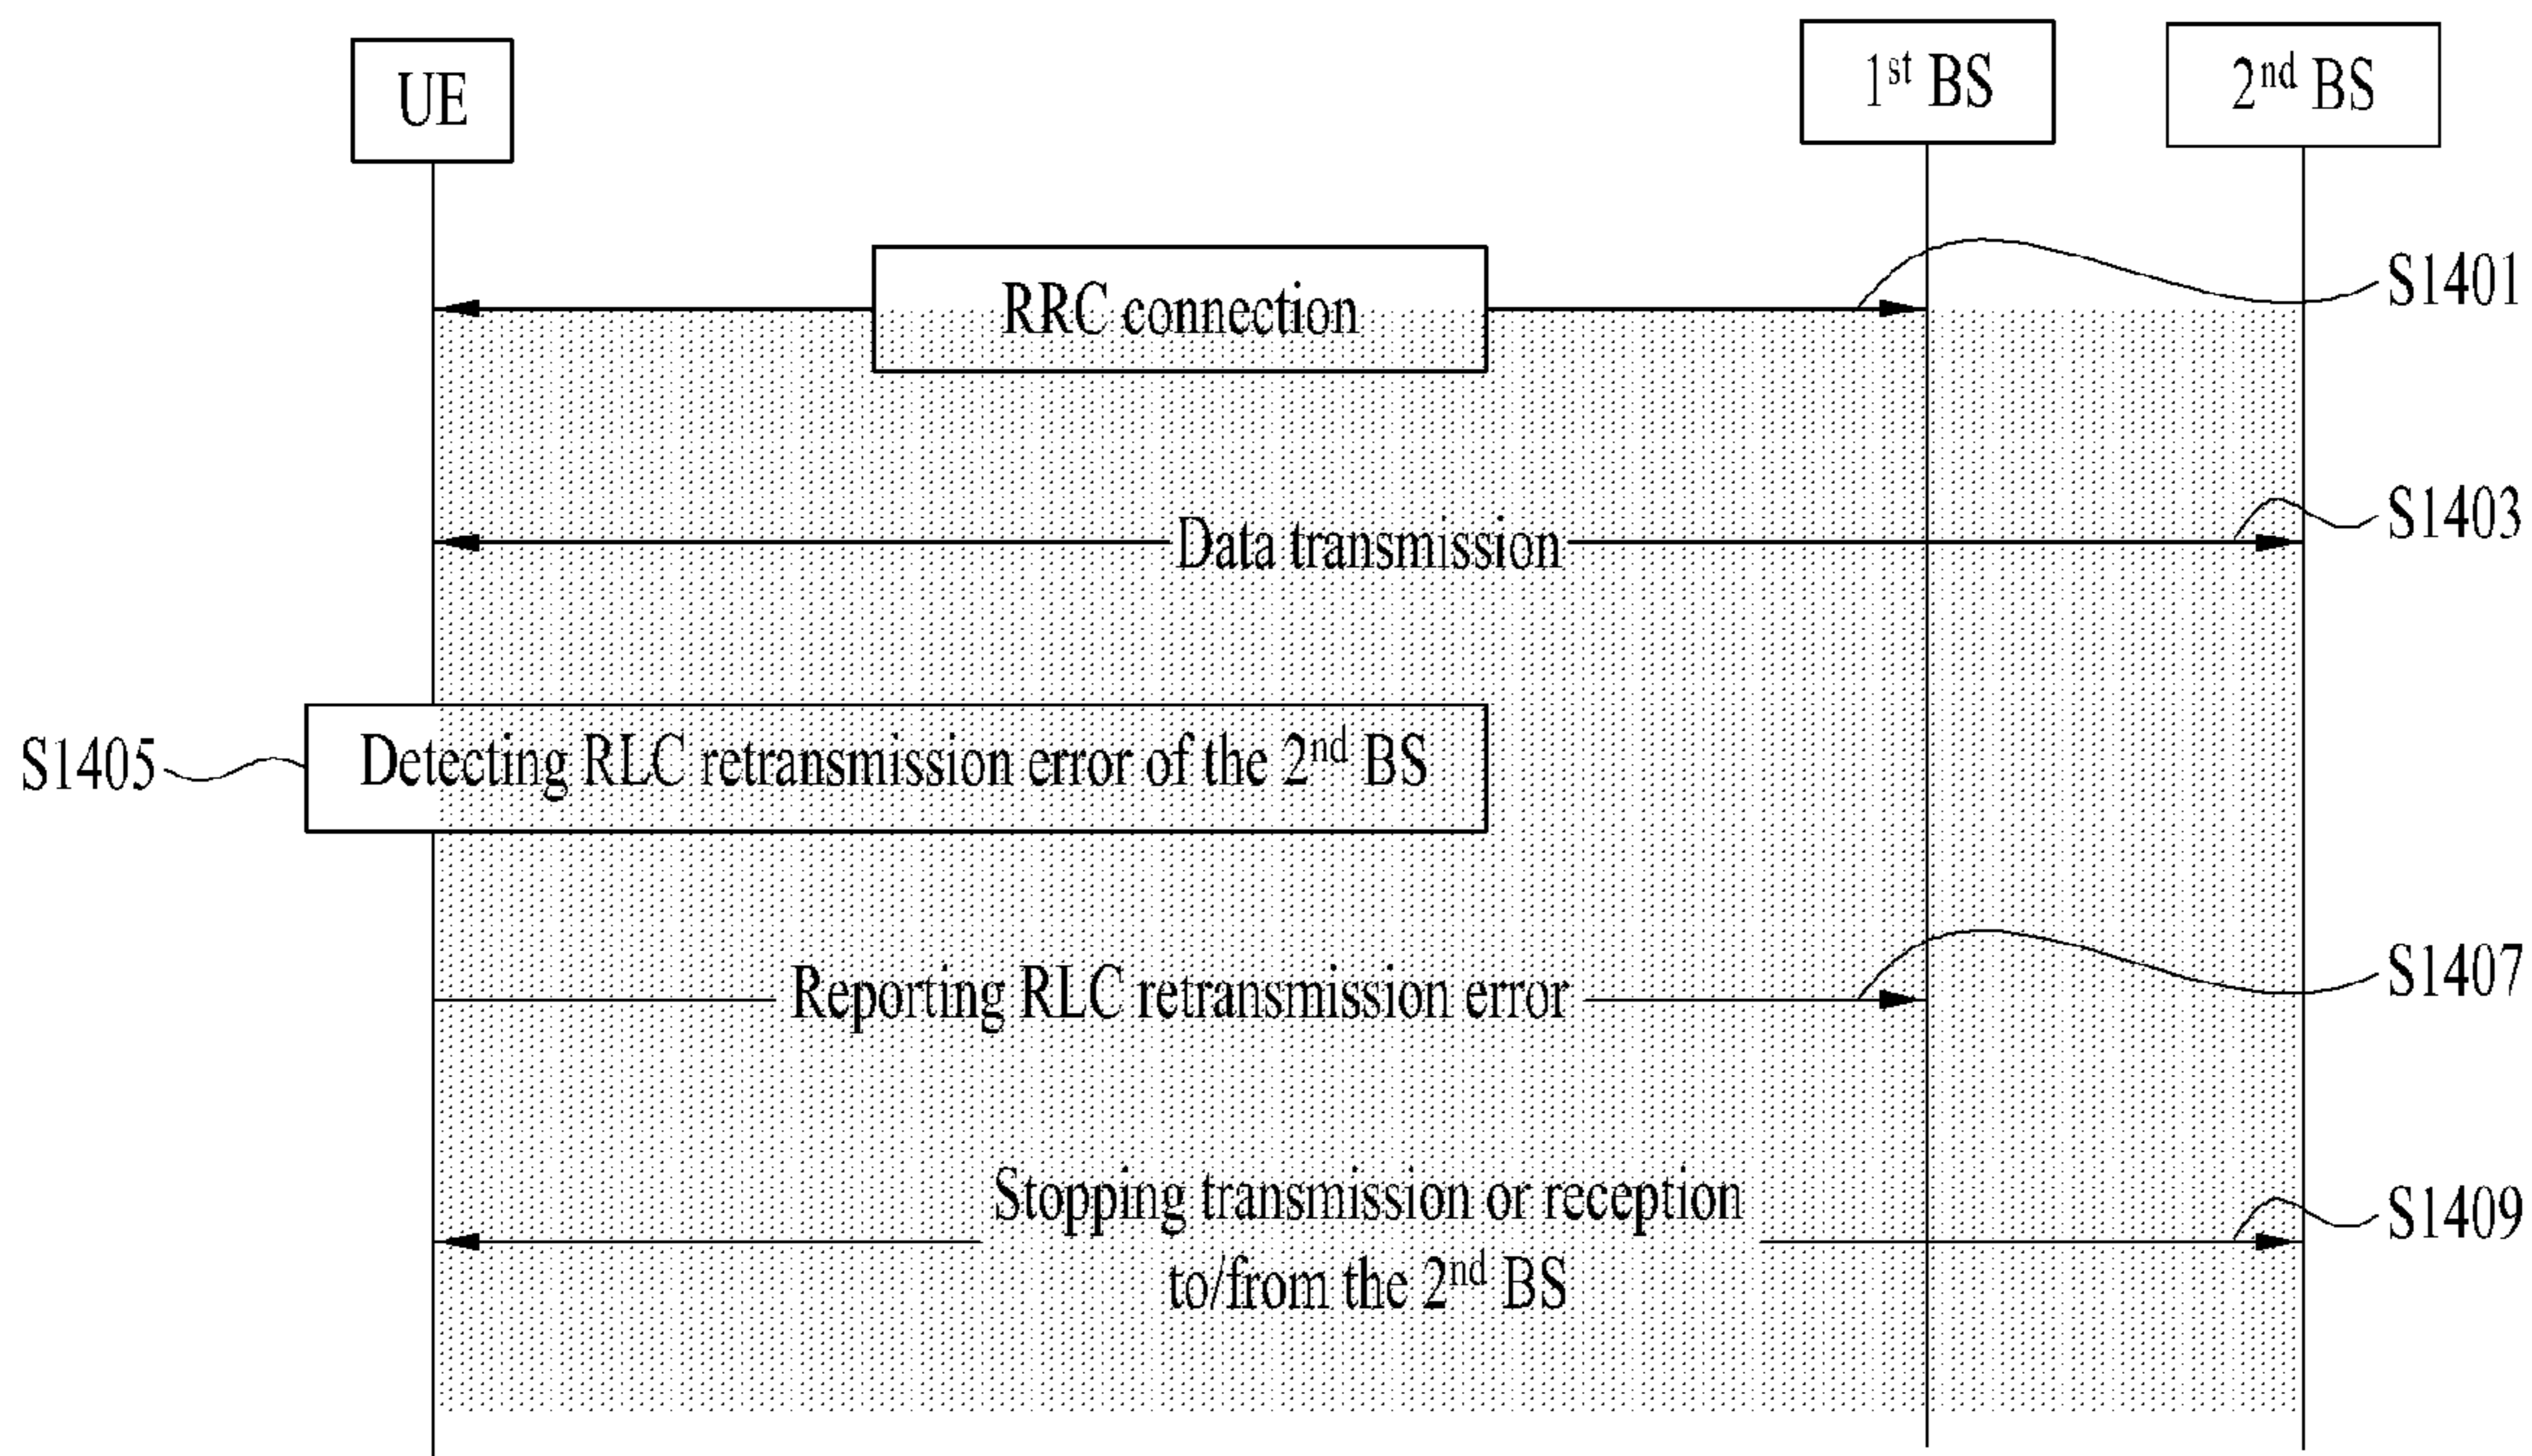 UE
1st BS
2nd BS
RRC connection
S1401
Data transmission
S1403
S1405
Detecting RLC retransmission error of the 2nd BS
Reporting RLC retransmission error
S1407
Stopping transmission or reception
to/from the 2nd BS
S1409